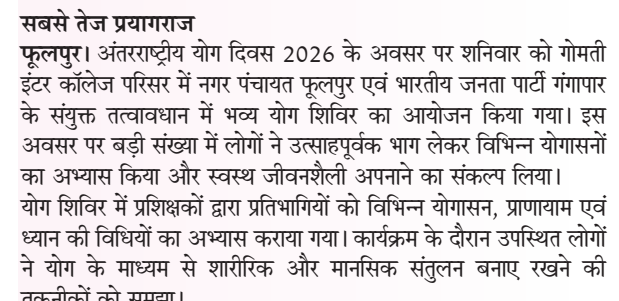 सबसे तेज प्रयागराज
फूलपुर। अंतरराष्ट्रीय योग दिवस 2026 के अवसर पर शनिवार को गोमती
इंटर कॉलेज परिसर में नगर पंचायत फूलपुर एवं भारतीय जनता पार्टी गंगापार
के संयुक्त तत्वावधान में भव्य योग शिविर का आयोजन किया गया। इस
अवसर पर बड़ी संख्या में लोगों ने उत्साहपूर्वक भाग लेकर विभिन्न योगासनों
का अभ्यास किया और स्वस्थ जीवनशैली अपनाने का संकल्प लिया।
योग शिविर में प्रशिक्षकों द्वारा प्रतिभागियों को विभिन्न योगासन, प्राणायाम एवं
ध्यान की विधियों का अभ्यास कराया गया। कार्यक्रम के दौरान उपस्थित लोगों
ने योग के माध्यम से शारीरिक और मानसिक संतुलन बनाए रखने की
तकनीकों को समझा।